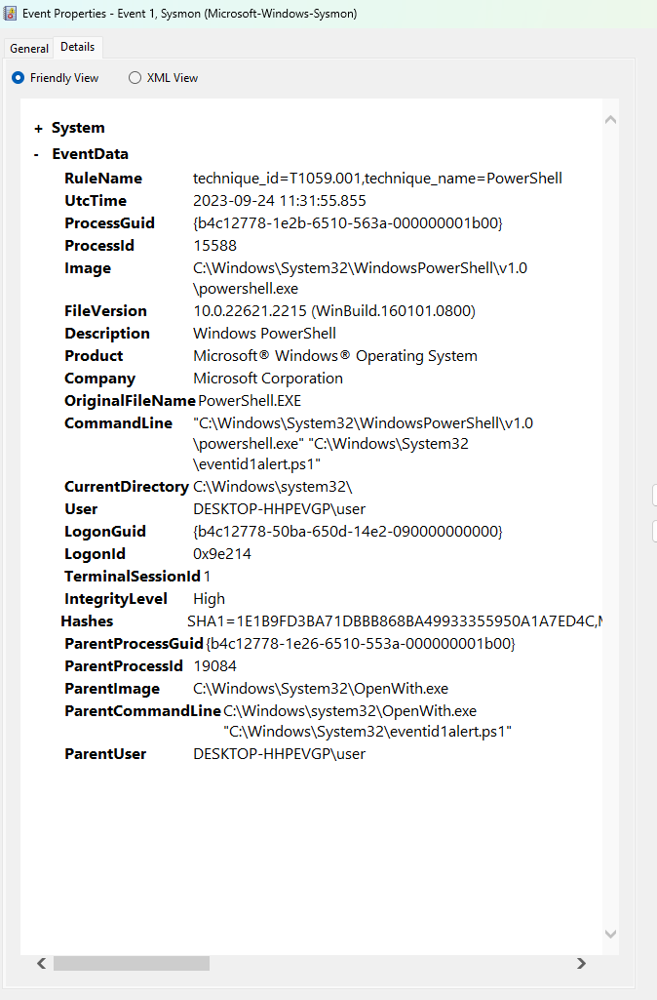 Event Properties - Event 1, Sysmon (Microsoft-Windows-Sysmon)
General Details
Friendly View XML View
+ System
- EventData
RuleName technique_id=T1059.001,technique_name=PowerShell
UtcTime 2023-09-24 11:31:55.855
ProcessGuid {b4c12778-1e2b-6510-563a-000000001b00}
ProcessId 15588
Image C:\Windows\System32\WindowsPowerShell\v1.0
\powershell.exe
FileVersion 10.0.22621.2215 (WinBuild.160101.0800)
Description Windows PowerShell
Product Microsoft® Windows® Operating System
Company Microsoft Corporation
OriginalFileName PowerShell.EXE
CommandLine "C:\Windows\System32\WindowsPowerShell\v1.0
\powershell.exe" "C:\Windows\System32
\eventid1alert.ps1"
CurrentDirectory C:\Windows\system32\
User DESKTOP-HHPEVGP\user
LogonGuid {b4c12778-50ba-650d-14e2-090000000000}
LogonId 0x9e214
TerminalSessionId 1
IntegrityLevel High
Hashes SHA1=1E1B9FD3BA71DBBB868BA49933355950A1A7ED4C,M
ParentProcessGuid {b4c12778-1e26-6510-553a-000000001b00}
ParentProcessId 19084
ParentImage C:\Windows\System32\OpenWith.exe
ParentCommandLine C:\Windows\system32\OpenWith.exe
"C:\Windows\System32\eventid1alert.ps1"
ParentUser DESKTOP-HHPEVGP\user